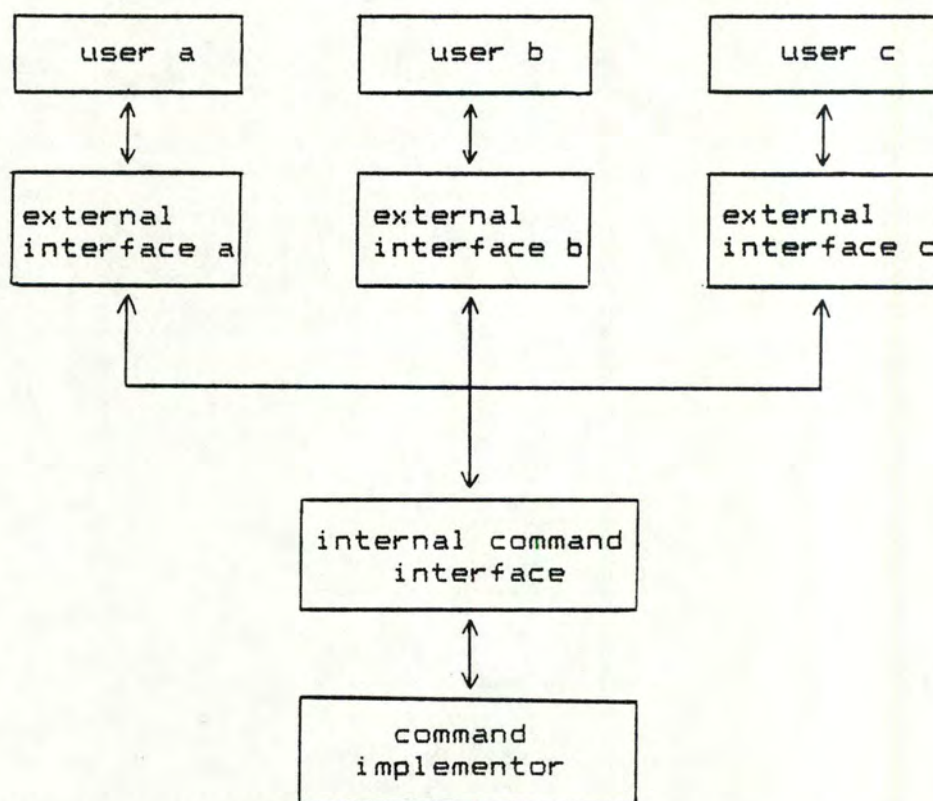 user a
user b
user c
external
interface a
external
interface b
external
interface c
internal command
interface
command
implementor